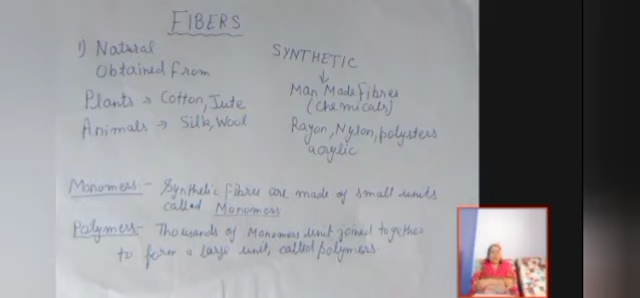 FIBERS
1) Natural
Obtained from
Plants → Cotton, Jute
Animals → Silk, Wool
SYNTHETIC
↓
Man Made fibres
(chemicals)
Rayon, Nylon, polysters
acrylic
Monomers:- Synthetic fibres are made of small units
called Monomers
Polymers:- Thousands of Monomers unit joined together
to form a large unit, called polymers.